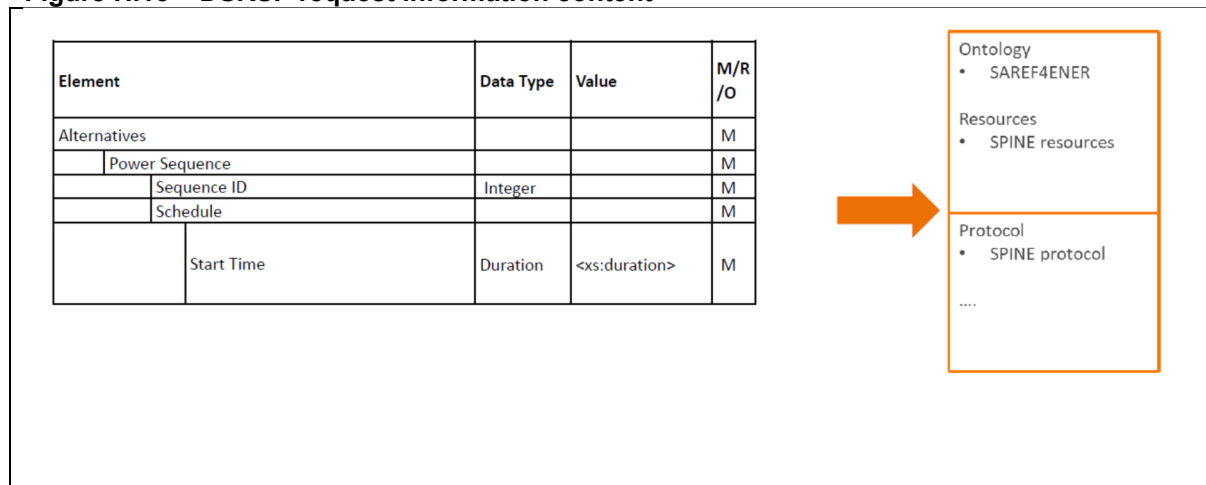 Element Data Type Value M/R
/O
Alternatives M
Power Sequence M
Sequence ID Integer M
Schedule M
Start Time Duration <xs:duration> M
Ontology
• SAREF4ENER
Resources
• SPINE resources
Protocol
• SPINE protocol
....